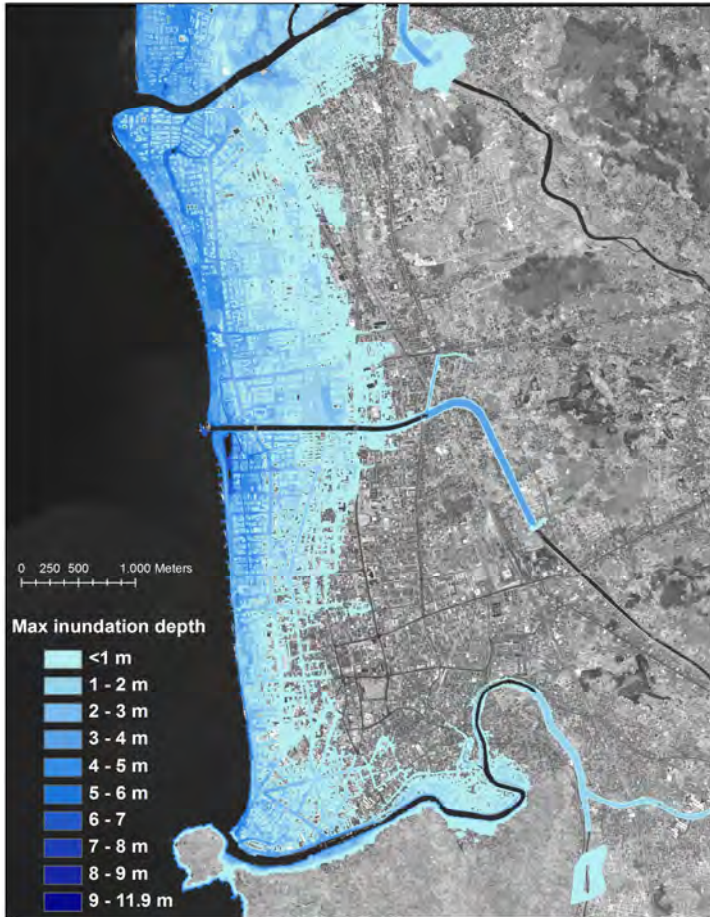 0 250 500 1.000 Meters
Max inundation depth
<1 m
1 - 2 m
2 - 3 m
3 - 4 m
4 - 5 m
5 - 6 m
6 - 7
7 - 8 m
8 - 9 m
9 - 11.9 m